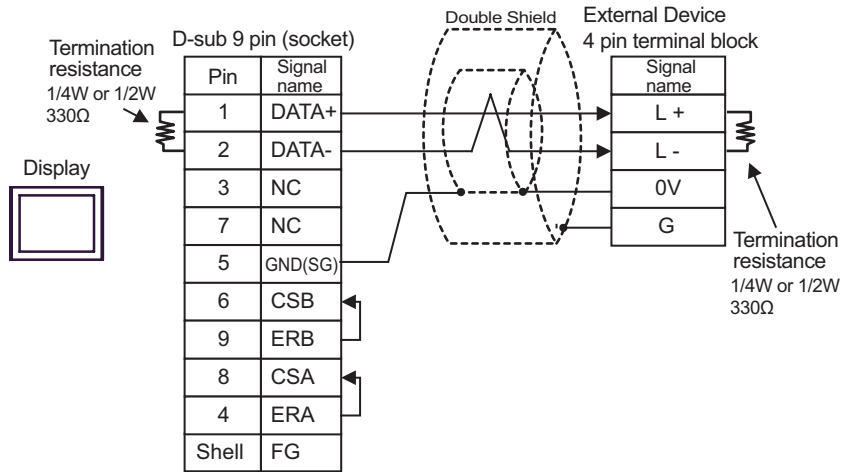 Double Shield
External Device
4 pin terminal block
D-sub 9 pin (socket)
Termination
resistance
1/4W or 1/2W
330Ω
Display
Pin
Signal
name
1
DATA+
2
DATA-
3
NC
7
NC
5
GND(SG)
6
CSB
9
ERB
8
CSA
4
ERA
Shell
FG
Signal
name
L +
L -
0V
G
Termination
resistance
1/4W or 1/2W
330Ω